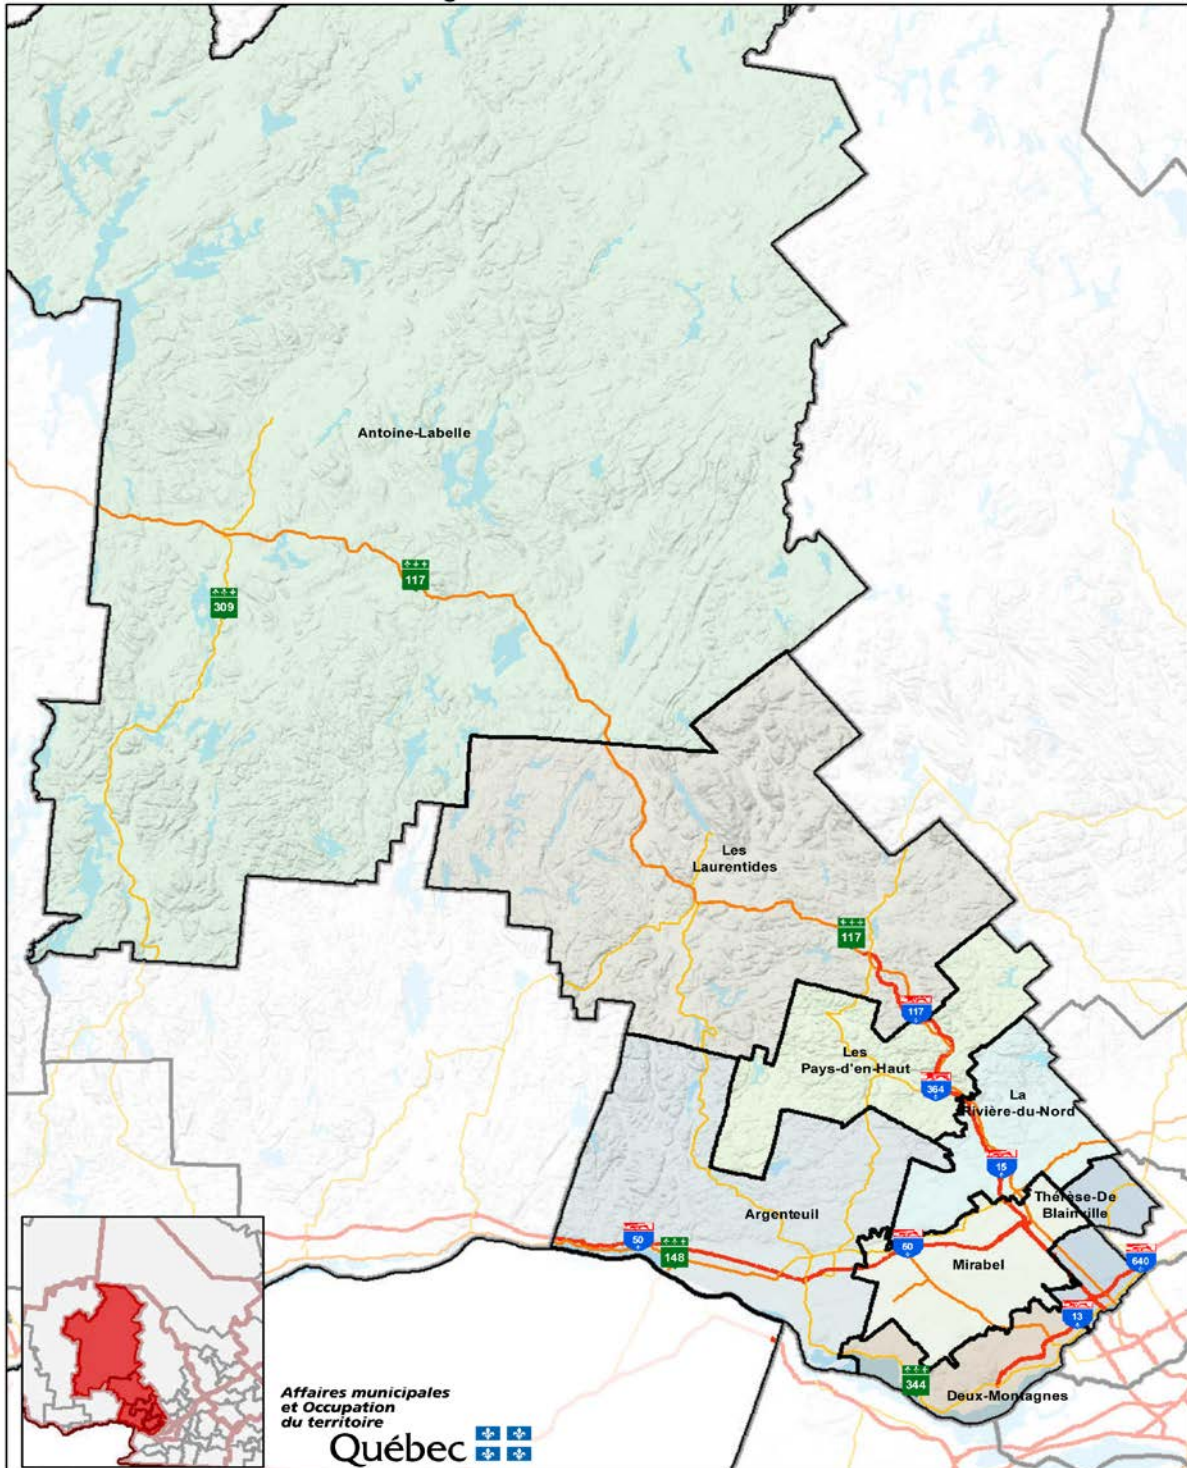 Antoine-Labelle
117
309
Les
Laurentides
117
117
Les
Pays-d'en-Haut
364
La
Rivière-du-Nord
15
Thérèse-De
Blainville
Argenteuil
50
148
50
Mirabel
640
13
344
Deux-Montagnes
Affaires municipales
et Occupation
du territoire
Québec